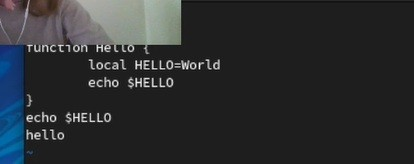 function Hello {
local HELLO=World
echo $HELLO
}
echo $HELLO
hello
~